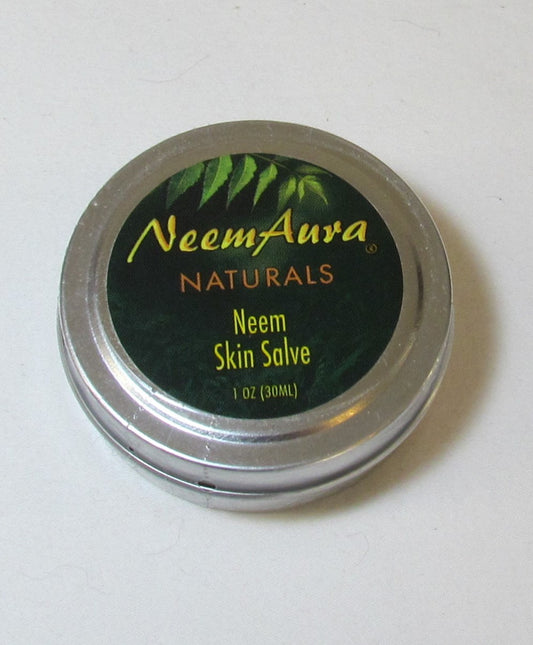 NeemAura®
NATURALS
Neem
Skin Salve
1 OZ (30ML)